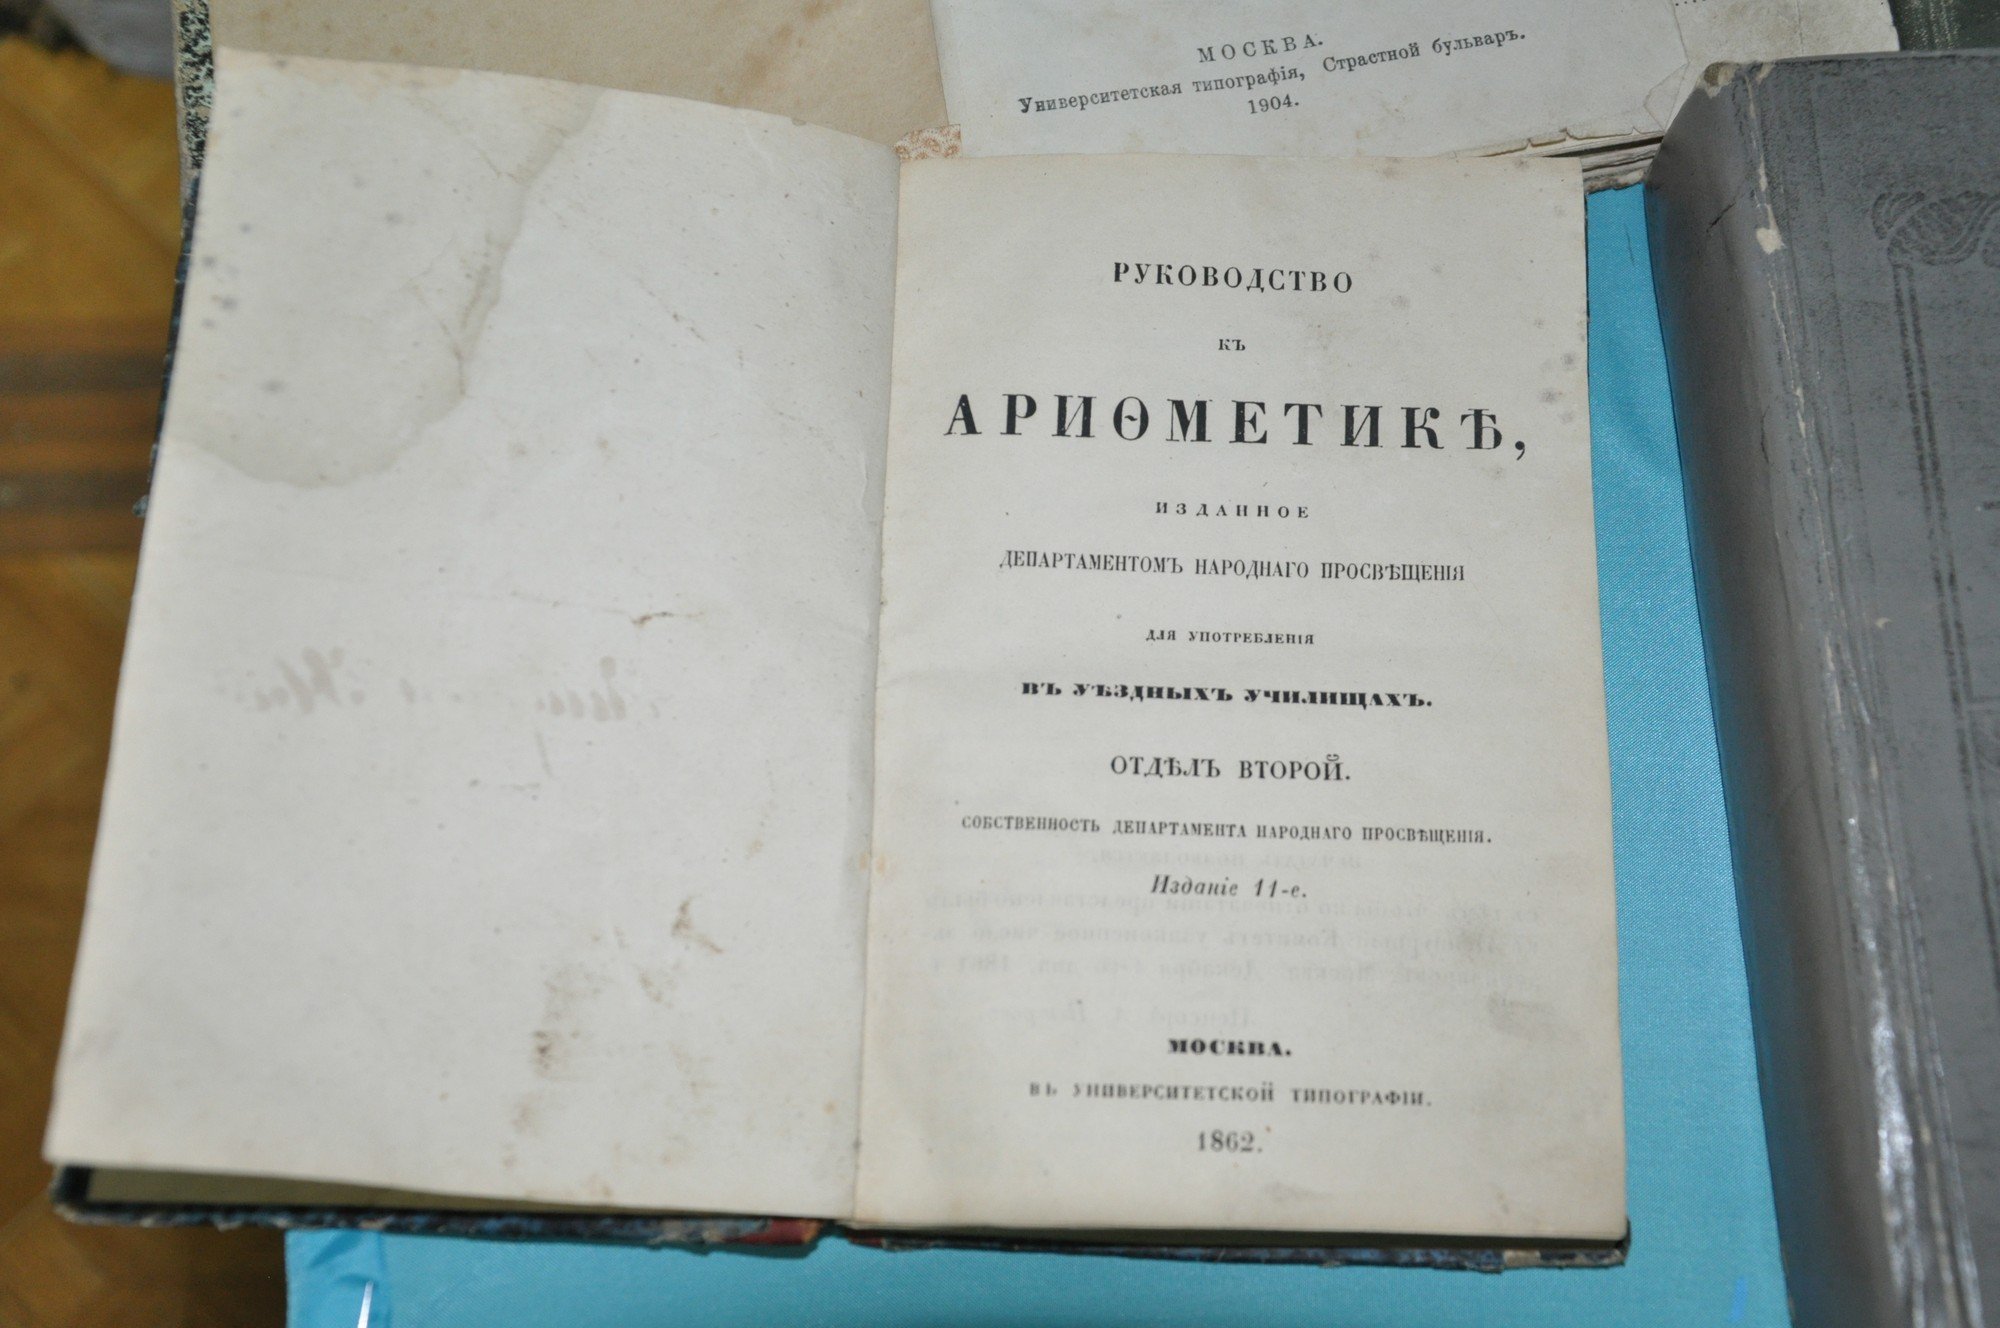 МОСКВА.
Университетская типографія, Страстной бульваръ.
1904.
РУКОВОДСТВО
КЪ
АРИѲМЕТИКѢ,
ИЗДАННОЕ
ДЕПАРТАМЕНТОМЪ НАРОДНАГО ПРОСВѢЩЕНІЯ
ДЛЯ УПОТРЕБЛЕНІЯ
ВЪ УѢЗДНЫХЪ УЧИЛИЩАХЪ.
ОТДѢЛЪ ВТОРОЙ.
СОБСТВЕННОСТЬ ДЕПАРТАМЕНТА НАРОДНАГО ПРОСВѢЩЕНІЯ.
Изданіе 11-е.
МОСКВА.
ВЪ УНИВЕРСИТЕТСКОЙ ТИПОГРАФІИ.
1862.